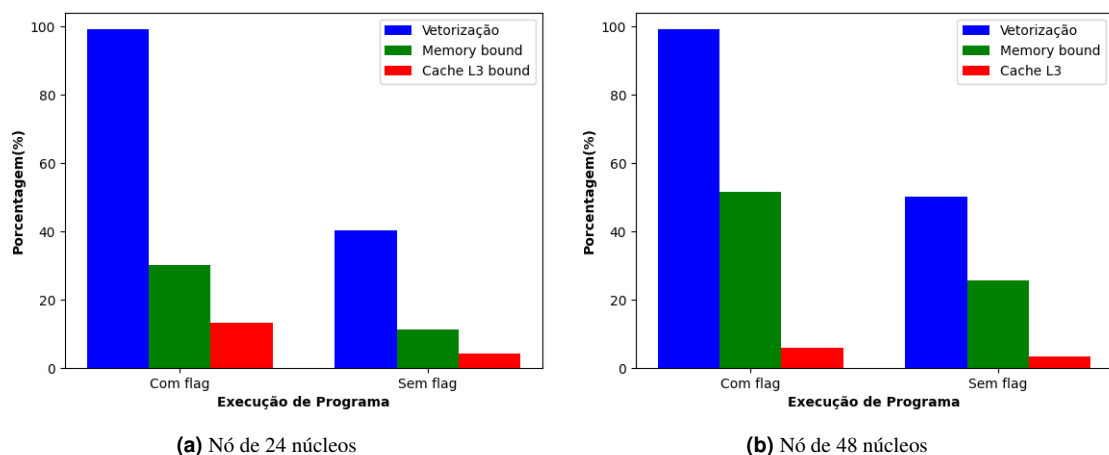 100
80
60
40
20
0
Porcentagem(%)
Vetorização
Memory bound
Cache L3 bound
Com flag
Sem flag
Execução de Programa
(a) Nó de 24 núcleos
100
80
60
40
20
0
Porcentagem(%)
Vetorização
Memory bound
Cache L3
Com flag
Sem flag
Execução de Programa
(b) Nó de 48 núcleos